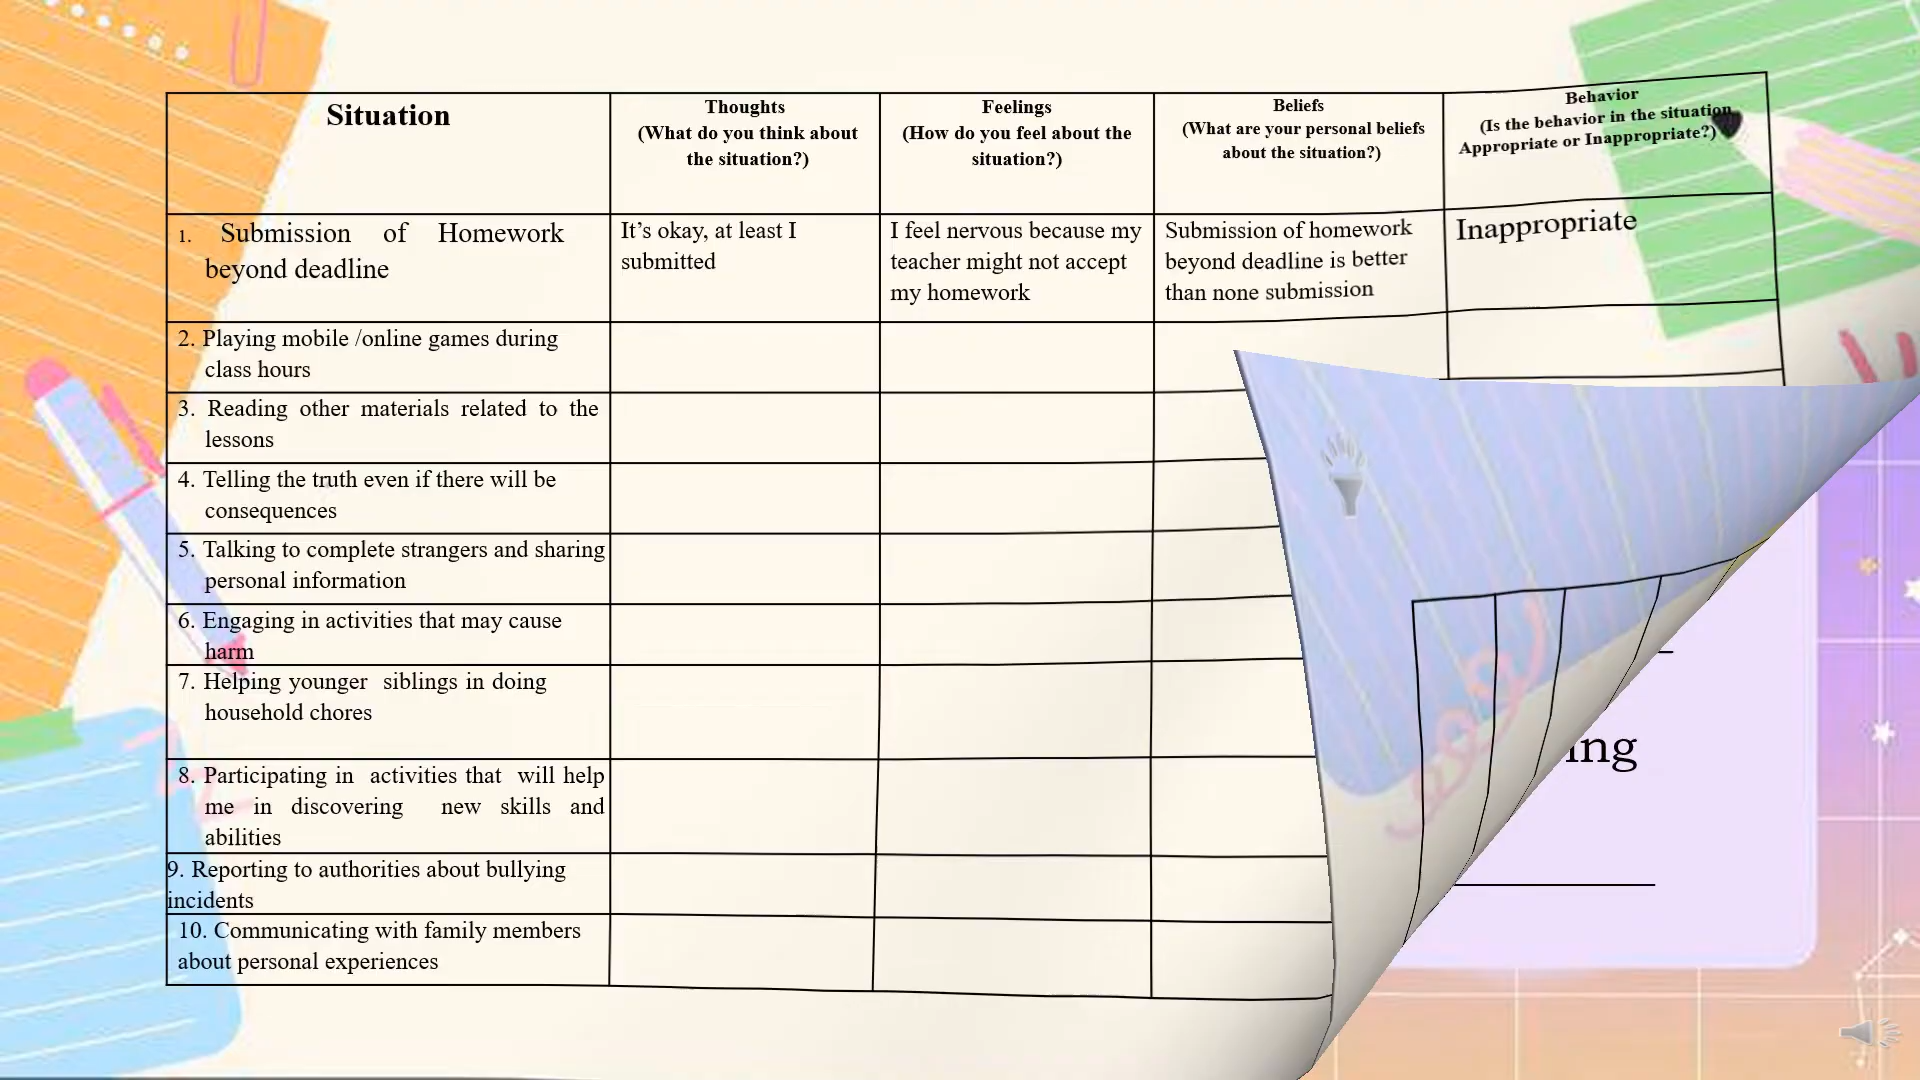 Situation
Thoughts
(What do you think about
the situation?)
Feelings
(How do you feel about the
situation?)
Beliefs
(What are your personal beliefs
about the situation?)
Behavior
(Is the behavior in the situation
Appropriate or Inappropriate?)
1. Submission of Homework
beyond deadline
It’s okay, at least I
submitted
I feel nervous because my
teacher might not accept
my homework
Submission of homework
beyond deadline is better
than none submission
Inappropriate
2. Playing mobile /online games during
class hours
3. Reading other materials related to the
lessons
4. Telling the truth even if there will be
consequences
5. Talking to complete strangers and sharing
personal information
6. Engaging in activities that may cause
harm
7. Helping younger siblings in doing
household chores
8. Participating in activities that will help
me in discovering new skills and
abilities
9. Reporting to authorities about bullying
incidents
10. Communicating with family members
about personal experiences